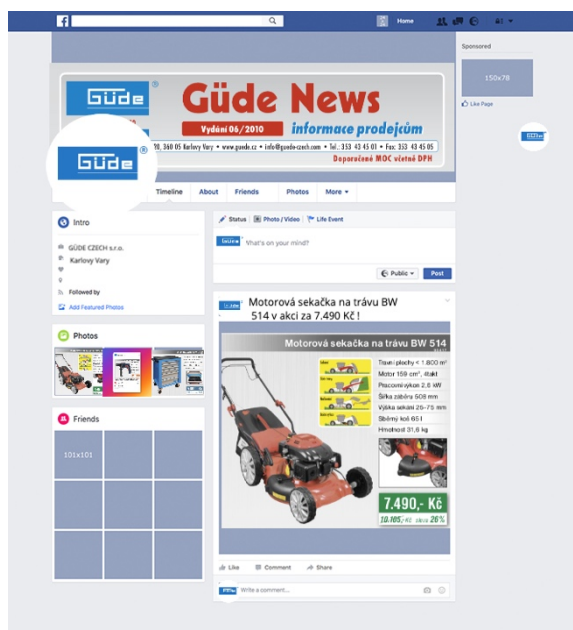 f
Home
Sponsored
150x78
Like Page
Güde®
Güde®
Güde News
Vydání 06/2010 informace prodejcům
78, 360 05 Karlovy Vary • www.guede.cz • info@guede-czech.com • Tel.: 353 43 45 01 • Fax: 353 43 45 05
Doporučené MOC včetně DPH
Güde
Timeline About Friends Photos More
Intro
GÜDE CZECH s.r.o.
Karlovy Vary
Followed by
Add Featured Photos
Photos
Friends
101x101
Status Photo / Video Life Event
What's on your mind?
Public Post
Motorová sekačka na trávu BW
514 v akci za 7.490 Kč !
Motorová sekačka na trávu BW 514
Travní plochy < 1.800 m²
Motor 159 cm³, 4takt
Pracovní výkon 2,6 kW
Šířka záběru 508 mm
Výška sekání 25-75 mm
Sběrný koš 65 l
Hmotnost 31,6 kg
7.490,- Kč
10.105,- Kč sleva 26%
Like Comment Share
Write a comment...